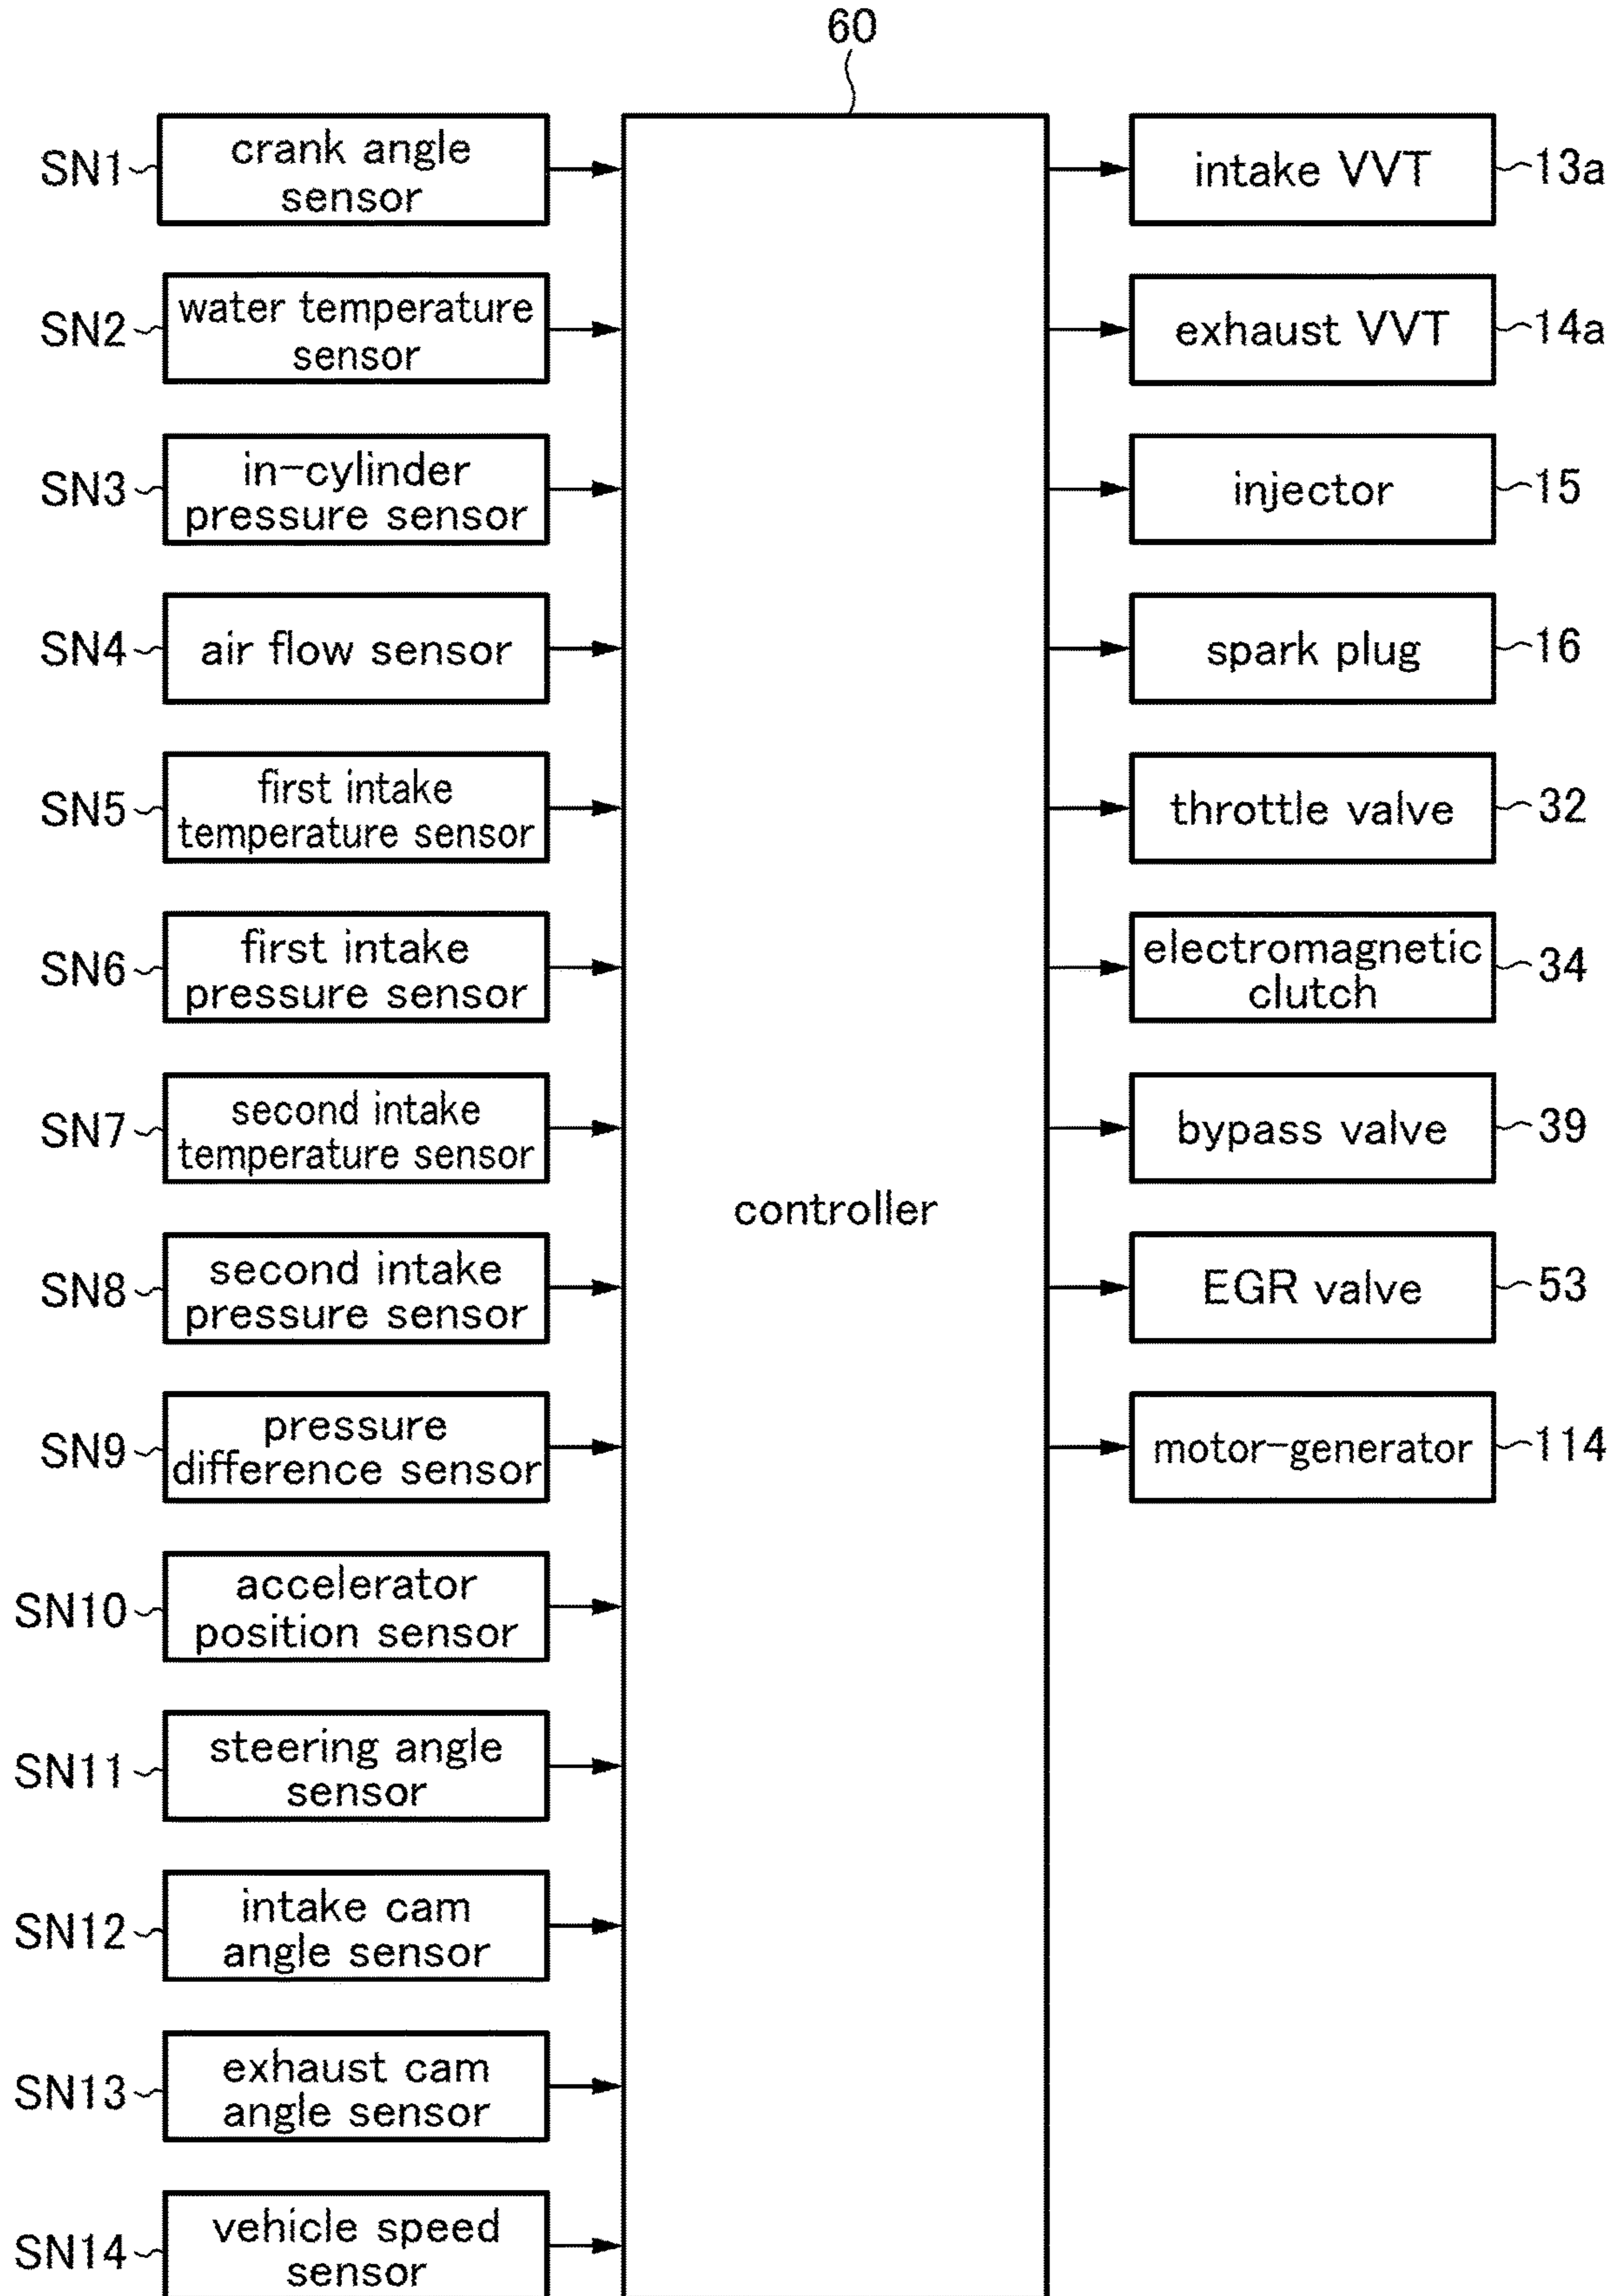 60
SN1
crank angle
sensor
intake VVT
13a
SN2
water temperature
sensor
exhaust VVT
14a
SN3
in-cylinder
pressure sensor
injector
15
SN4
air flow sensor
spark plug
16
SN5
first intake
temperature sensor
throttle valve
32
SN6
first intake
pressure sensor
electromagnetic
clutch
34
SN7
second intake
temperature sensor
bypass valve
39
controller
SN8
second intake
pressure sensor
EGR valve
53
SN9
pressure
difference sensor
motor-generator
114
SN10
accelerator
position sensor
SN11
steering angle
sensor
SN12
intake cam
angle sensor
SN13
exhaust cam
angle sensor
SN14
vehicle speed
sensor